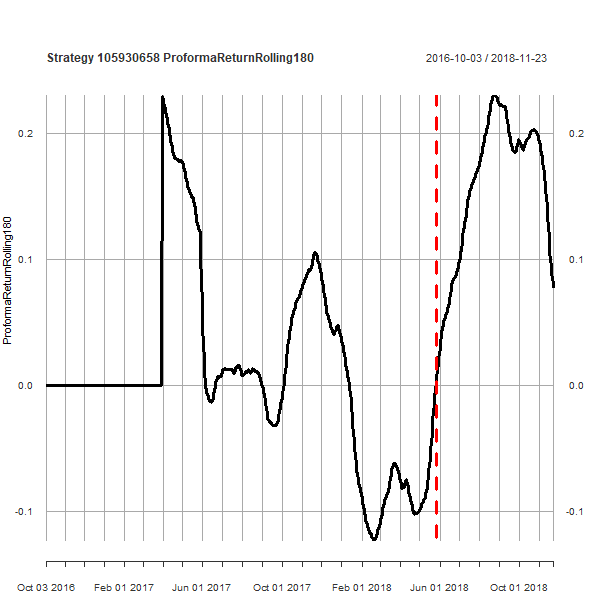 Strategy 105930658 ProformaReturnRolling180
2016-10-03 / 2018-11-23
ProformaReturnRolling180
0.2
0.2
0.1
0.1
0.0
0.0
-0.1
-0.1
Oct 03 2016
Feb 01 2017
Jun 01 2017
Oct 01 2017
Feb 01 2018
Jun 01 2018
Oct 01 2018